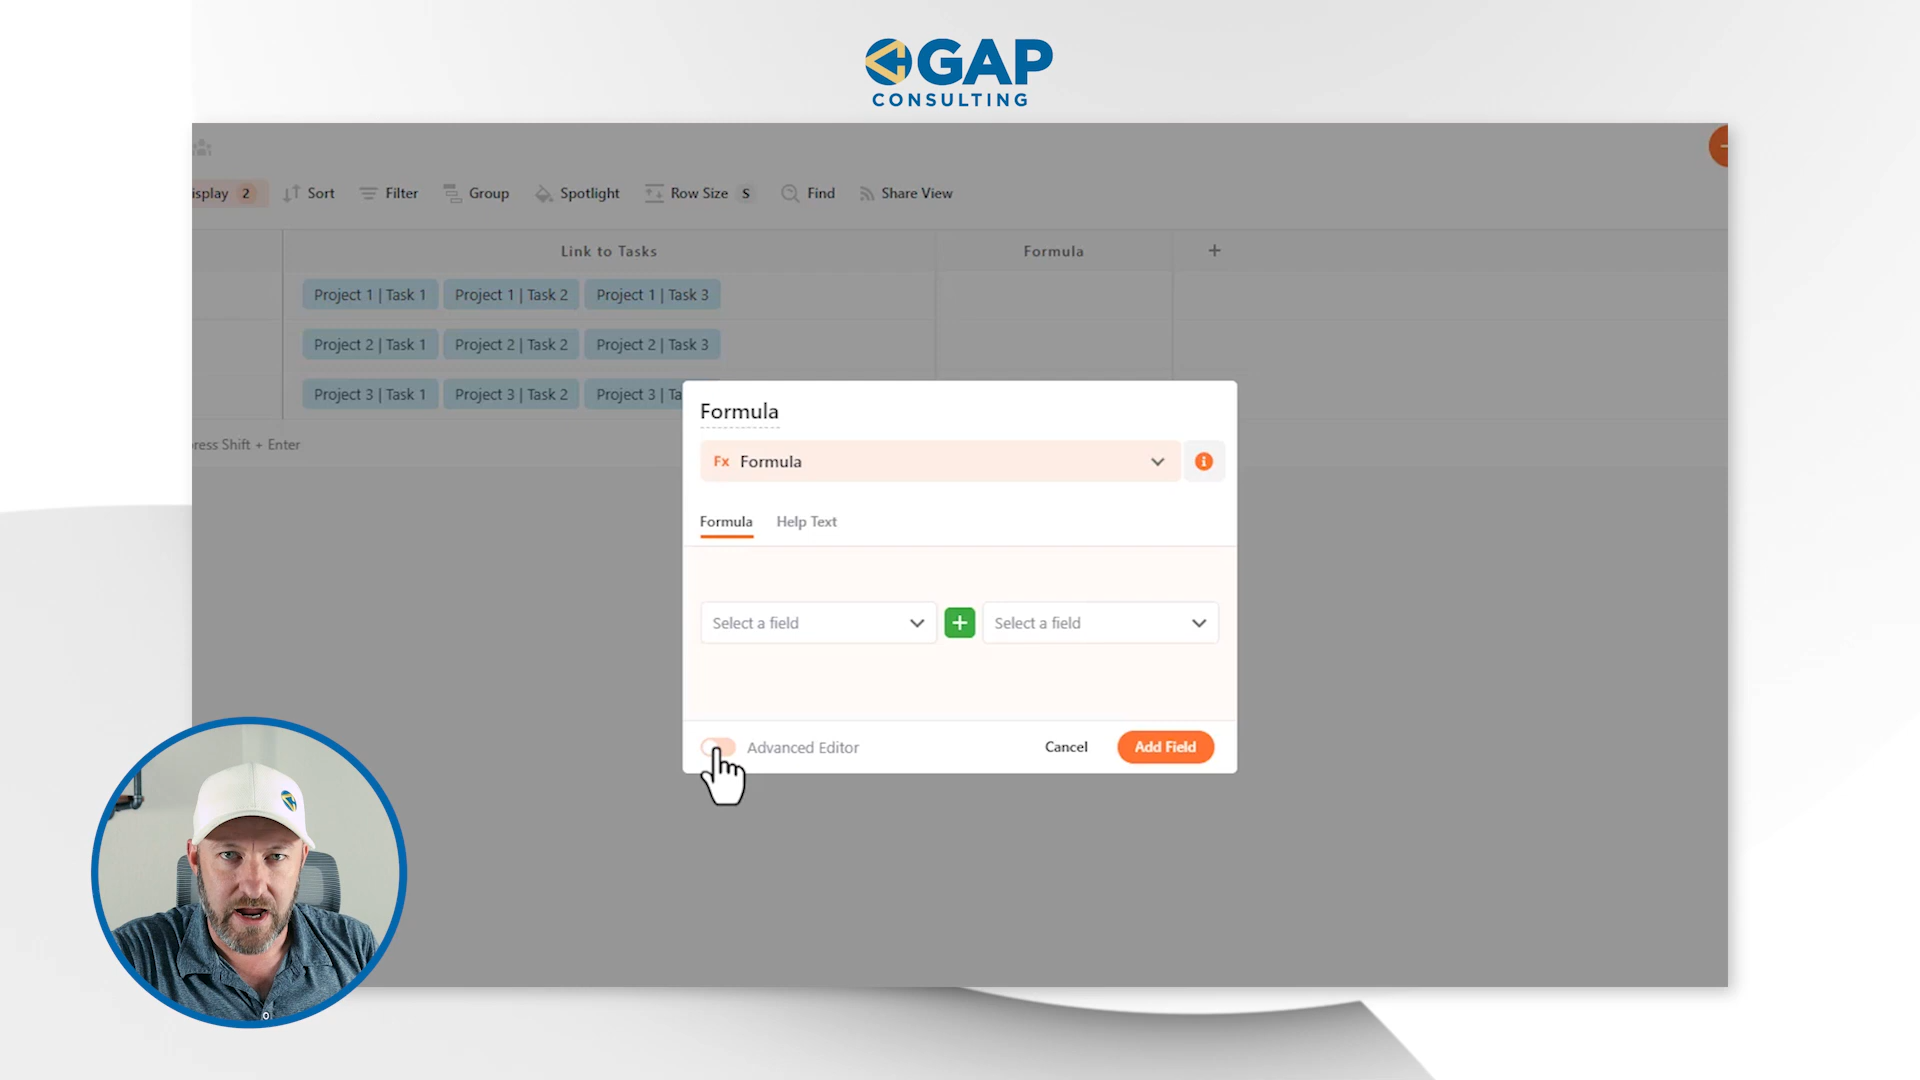 GAP
CONSULTING
isplay 2 Sort Filter Group Spotlight Row Size S Find Share View
Link to Tasks Formula +
Project 1 | Task 1 Project 1 | Task 2 Project 1 | Task 3
Project 2 | Task 1 Project 2 | Task 2 Project 2 | Task 3
Project 3 | Task 1 Project 3 | Task 2 Project 3 | Ta
ress Shift + Enter
Formula
Fx Formula
Formula Help Text
Select a field + Select a field
Advanced Editor Cancel Add Field